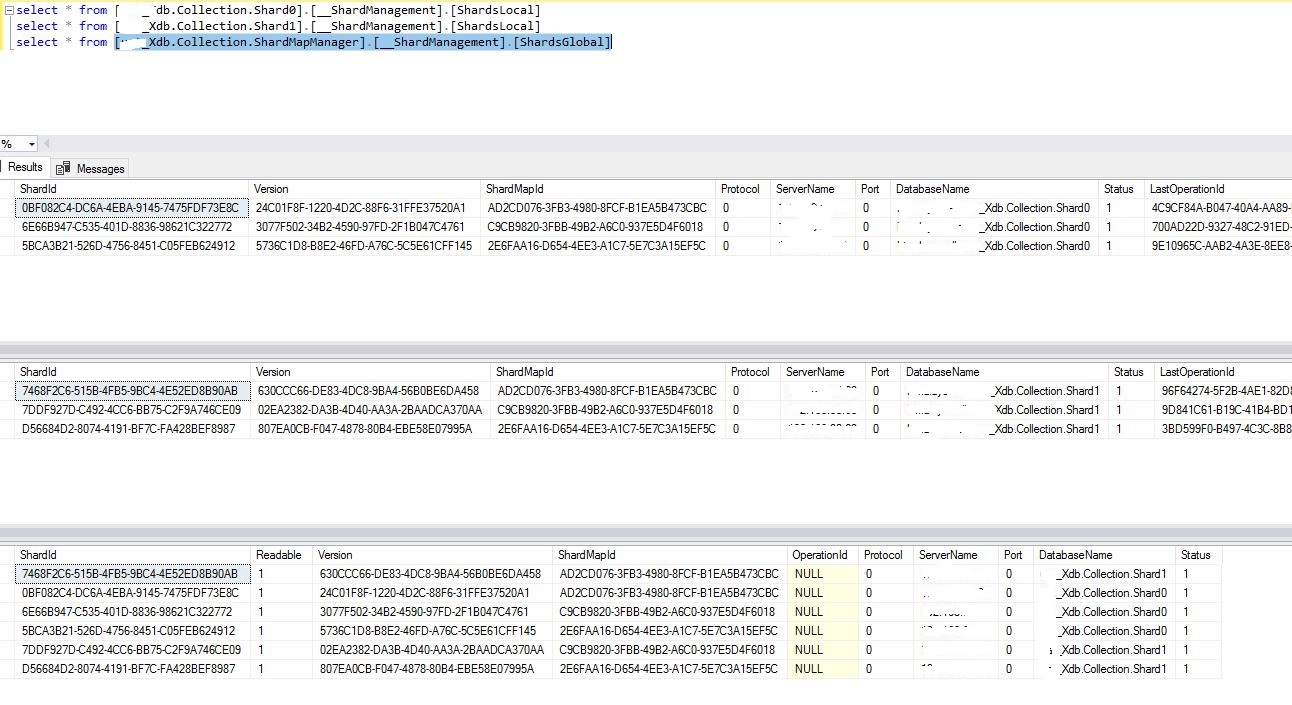 select * from [ _ db.Collection.Shard0].[__ShardManagement].[ShardsLocal]
select * from [ _Xdb.Collection.Shard1].[__ShardManagement].[ShardsLocal]
select * from [ _Xdb.Collection.ShardMapManager].[__ShardManagement].[ShardsGlobal]
%
Results Messages
ShardId Version ShardMapId Protocol ServerName Port DatabaseName Status LastOperationId
0BF082C4-DC6A-4EBA-9145-7475FDF73E8C 24C01F8F-1220-4D2C-88F6-31FFE37520A1 AD2CD076-3FB3-4980-8FCF-B1EA5B473CBC 0 0 _Xdb.Collection.Shard0 1 4C9CF84A-B047-40A4-AA89-
6E66B947-C535-401D-8836-98621C322772 3077F502-34B2-4590-97FD-2F1B047C4761 C9CB9820-3FBB-49B2-A6C0-937E5D4F6018 0 0 _Xdb.Collection.Shard0 1 700AD22D-9327-48C2-91ED-
5BCA3B21-526D-4756-8451-C05FEB624912 5736C1D8-B8E2-46FD-A76C-5C5E61CFF145 2E6FAA16-D654-4EE3-A1C7-5E7C3A15EF5C 0 0 _Xdb.Collection.Shard0 1 9E10965C-AAB2-4A3E-8EE8-
ShardId Version ShardMapId Protocol ServerName Port DatabaseName Status LastOperationId
7468F2C6-515B-4FB5-9BC4-4E52ED8B90AB 630CCC66-DE83-4DC8-9BA4-56B0BE6DA458 AD2CD076-3FB3-4980-8FCF-B1EA5B473CBC 0 0 _Xdb.Collection.Shard1 1 96F64274-5F2B-4AE1-82D8
7DDF927D-C492-4CC6-BB75-C2F9A746CE09 02EA2382-DA3B-4D40-AA3A-2BAADCA370AA C9CB9820-3FBB-49B2-A6C0-937E5D4F6018 0 0 _Xdb.Collection.Shard1 1 9D841C61-B19C-41B4-BD1
D56684D2-8074-4191-BF7C-FA428BEF8987 807EA0CB-F047-4878-80B4-EBE58E07995A 2E6FAA16-D654-4EE3-A1C7-5E7C3A15EF5C 0 0 _Xdb.Collection.Shard1 1 3BD599F0-B497-4C3C-8B8
ShardId Readable Version ShardMapId OperationId Protocol ServerName Port DatabaseName Status
7468F2C6-515B-4FB5-9BC4-4E52ED8B90AB 1 630CCC66-DE83-4DC8-9BA4-56B0BE6DA458 AD2CD076-3FB3-4980-8FCF-B1EA5B473CBC NULL 0 0 _Xdb.Collection.Shard1 1
0BF082C4-DC6A-4EBA-9145-7475FDF73E8C 1 24C01F8F-1220-4D2C-88F6-31FFE37520A1 AD2CD076-3FB3-4980-8FCF-B1EA5B473CBC NULL 0 0 _Xdb.Collection.Shard0 1
6E66B947-C535-401D-8836-98621C322772 1 3077F502-34B2-4590-97FD-2F1B047C4761 C9CB9820-3FBB-49B2-A6C0-937E5D4F6018 NULL 0 0 _Xdb.Collection.Shard0 1
5BCA3B21-526D-4756-8451-C05FEB624912 1 5736C1D8-B8E2-46FD-A76C-5C5E61CFF145 2E6FAA16-D654-4EE3-A1C7-5E7C3A15EF5C NULL 0 0 _Xdb.Collection.Shard0 1
7DDF927D-C492-4CC6-BB75-C2F9A746CE09 1 02EA2382-DA3B-4D40-AA3A-2BAADCA370AA C9CB9820-3FBB-49B2-A6C0-937E5D4F6018 NULL 0 0 _Xdb.Collection.Shard1 1
D56684D2-8074-4191-BF7C-FA428BEF8987 1 807EA0CB-F047-4878-80B4-EBE58E07995A 2E6FAA16-D654-4EE3-A1C7-5E7C3A15EF5C NULL 0 0 _Xdb.Collection.Shard1 1